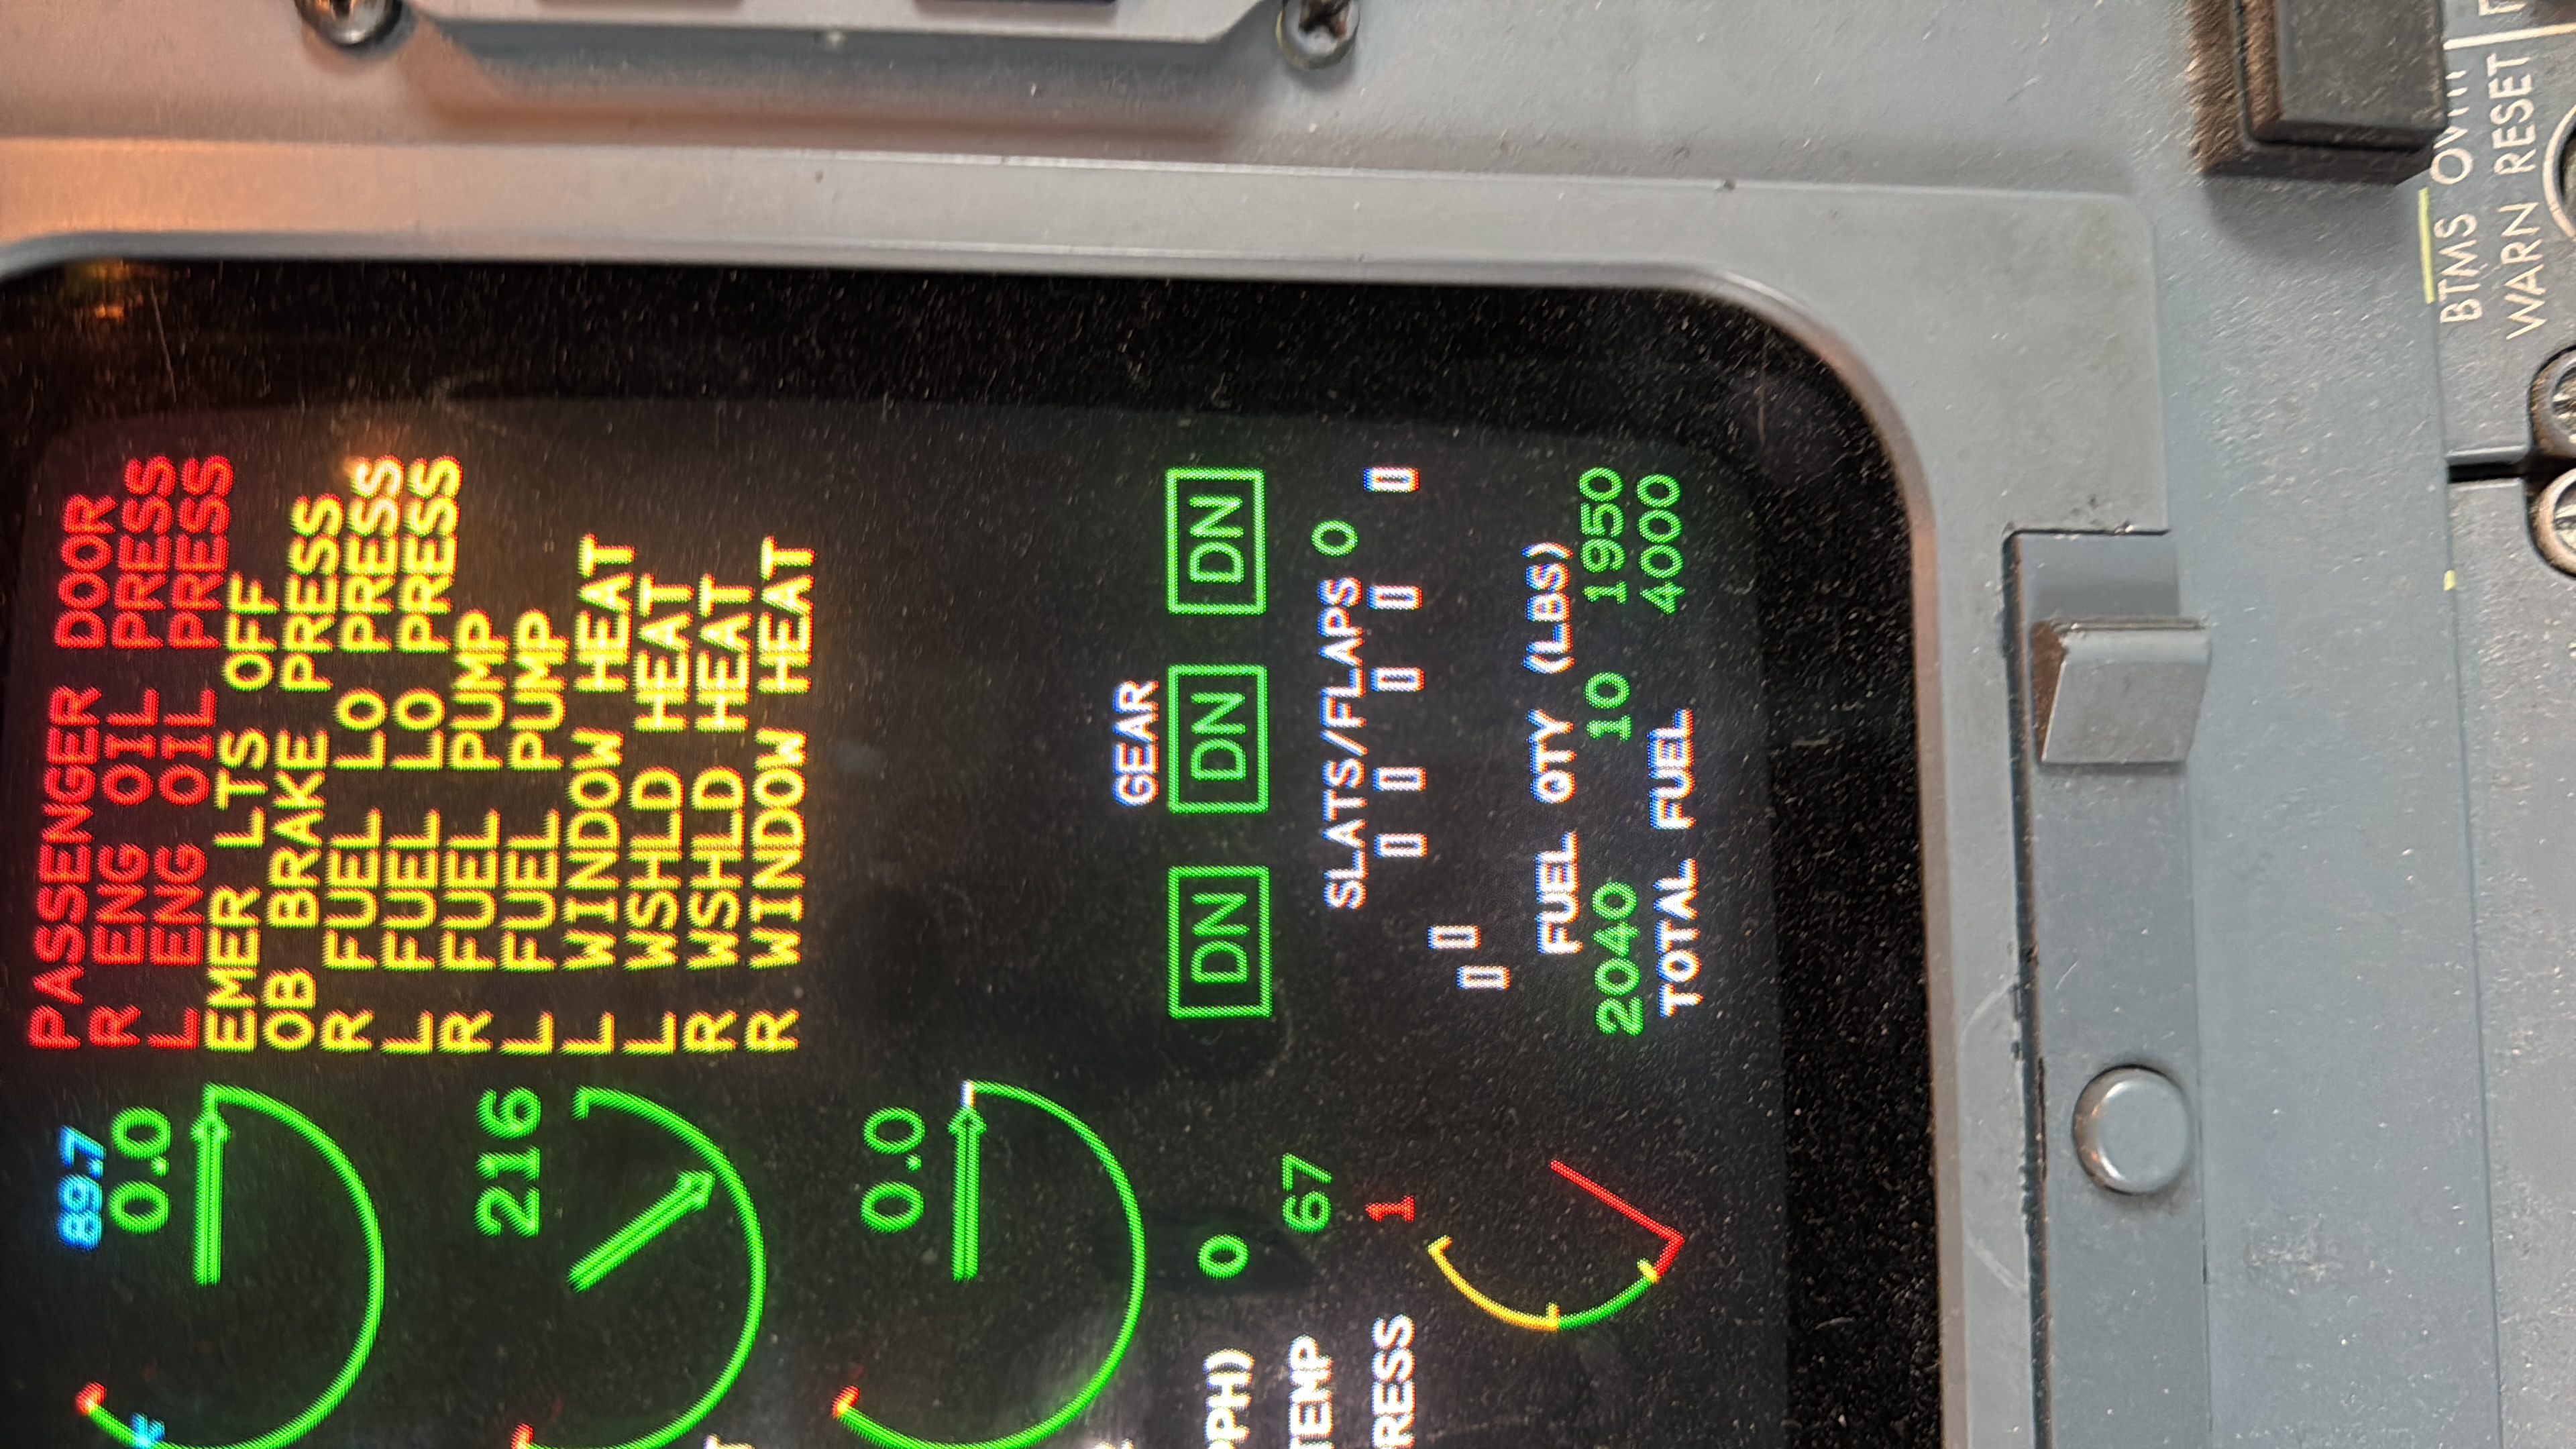 89.7
0.0
PASSENGER DOOR
R ENG OIL PRESS
L ENG OIL PRESS
EMER LTS OFF
OB BRAKE PRESS
R FUEL LO PRESS
L FUEL LO PRESS
R FUEL PUMP
L FUEL PUMP
L WINDOW HEAT
L WSHLD HEAT
R WSHLD HEAT
R WINDOW HEAT
216
0.0
GEAR
DN DN DN
PPH) 0
TEMP 67
RESS 1
SLATS/FLAPS 0
FUEL QTY (LBS)
2040 10 1950
TOTAL FUEL 4000
BTMS
WARN RESET